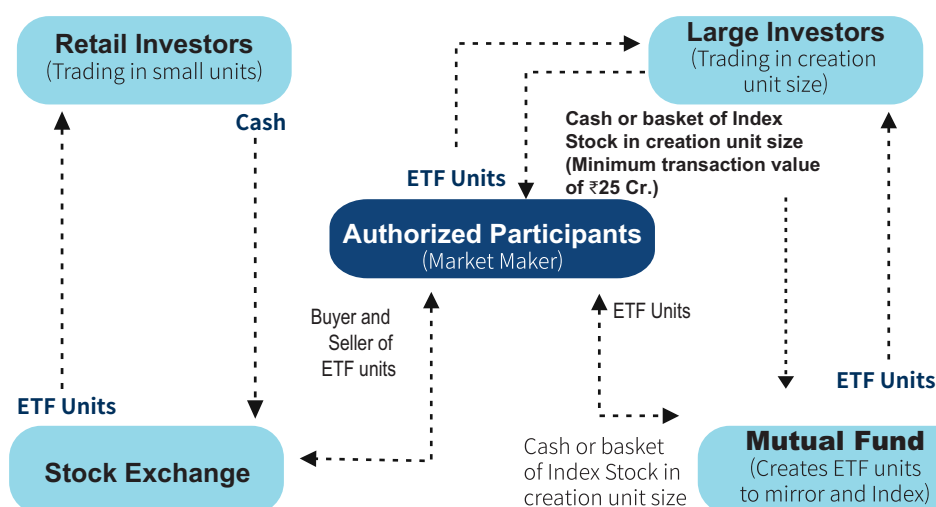 Retail Investors
(Trading in small units)
Large Investors
(Trading in creation
unit size)
Cash
Cash or basket of Index
Stock in creation unit size
(Minimum transaction value
of ₹25 Cr.)
ETF Units
Authorized Participants
(Market Maker)
Buyer and
Seller of
ETF units
ETF Units
ETF Units
ETF Units
Stock Exchange
Cash or basket
of Index Stock in
creation unit size
Mutual Fund
(Creates ETF units
to mirror and Index)